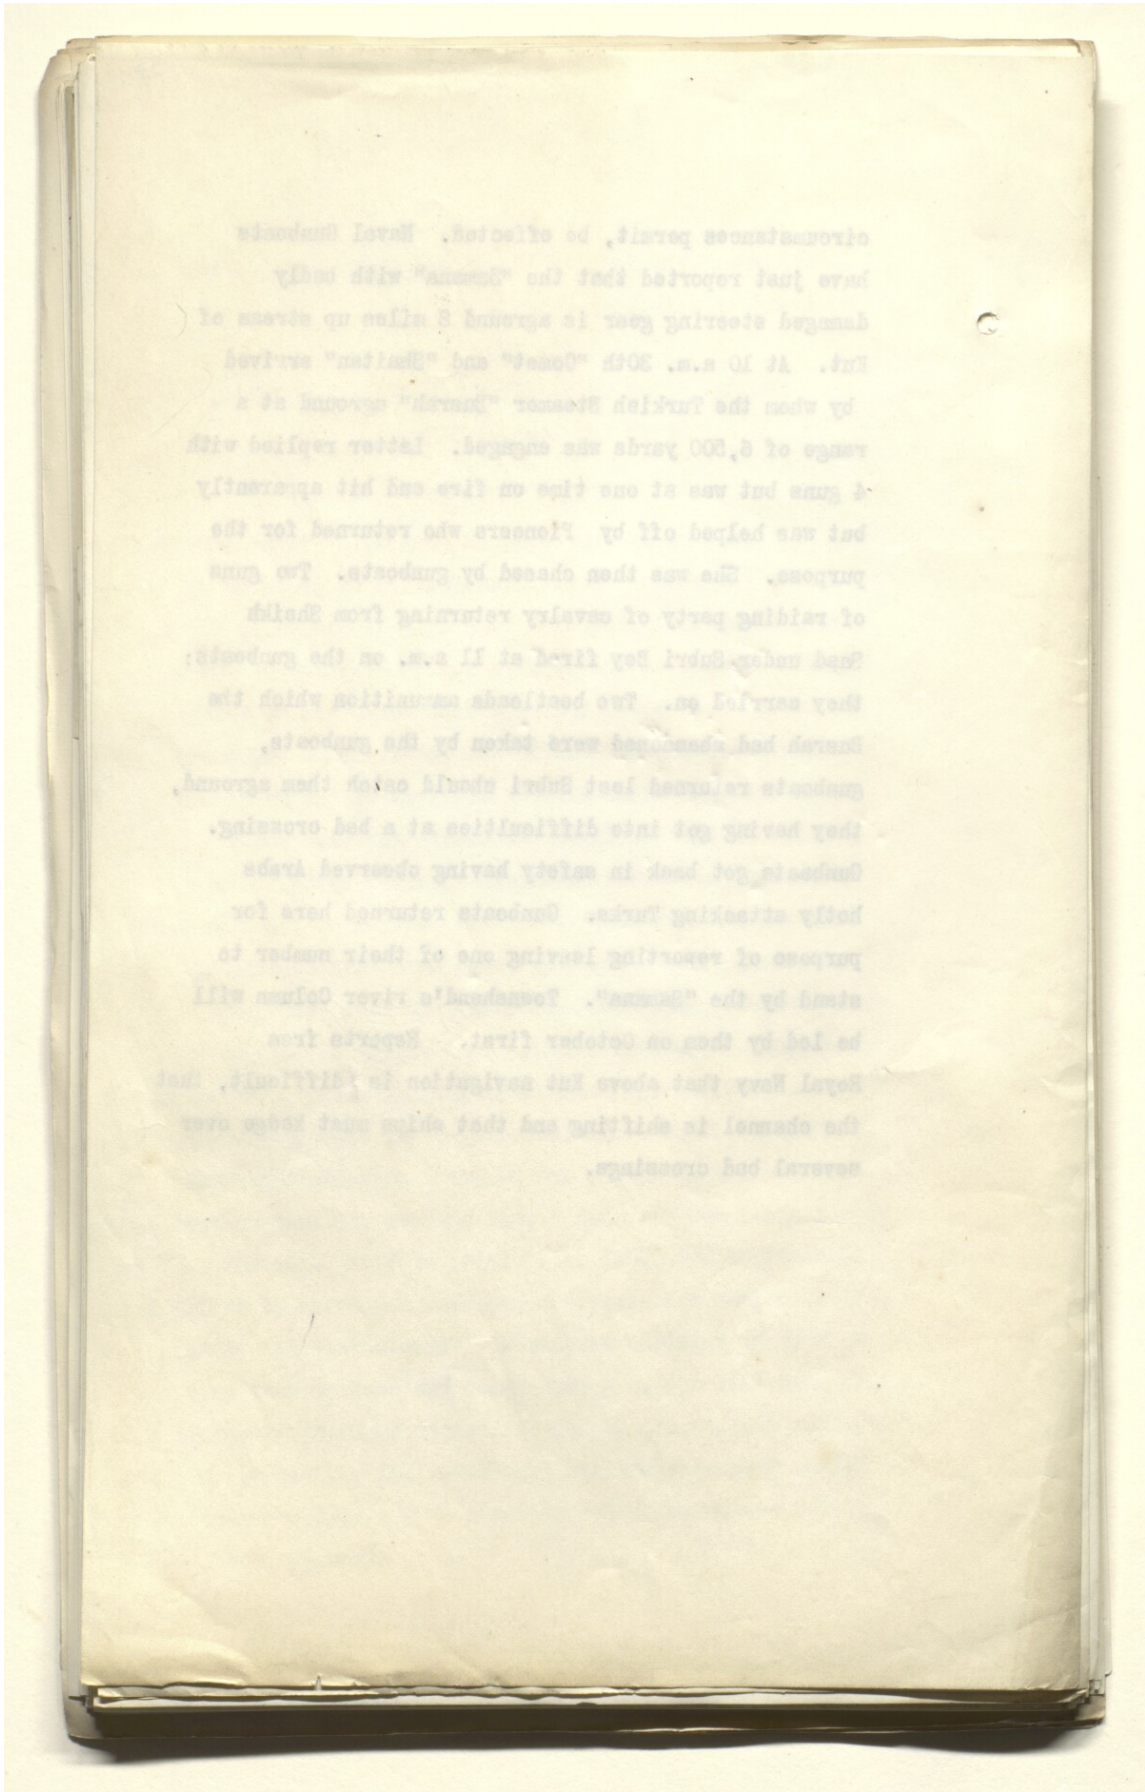 circumstances permit, be effected. Naval Gunboats
have just reported that the "Samana" with badly
damaged steering gear is aground 8 miles up stream of
Kut. At 10 a.m. 30th "Comet" and "Shaitan" arrived
by whom the Turkish Steamer "Busrah" aground at a
range of 6,500 yards was engaged. Latter replied with
4 guns but was at one time on fire and hit apparently
but was helped off by Pioneers who returned for the
purpose. She was then chased by gunboats. Two guns
of raiding party of cavalry returning from Sheikh
Saad under Subri Bey fired at 11 a.m. on the gunboats;
they carried on. Two boatloads ammunition which the
Busrah had abandoned were taken by the gunboats,
gunboats returned lest Subri should catch them aground,
they having got into difficulties at a bad crossing.
Gunboats got back in safety having observed Arabs
hotly attacking Turks. Gunboats returned here for
purpose of reporting leaving one of their number to
stand by the "Samana". Townshend's river Column will
be led by them on October first. Reports from
Royal Navy that above Kut navigation is difficult, that
the channel is shifting and that ships must kedge over
several bad crossings.